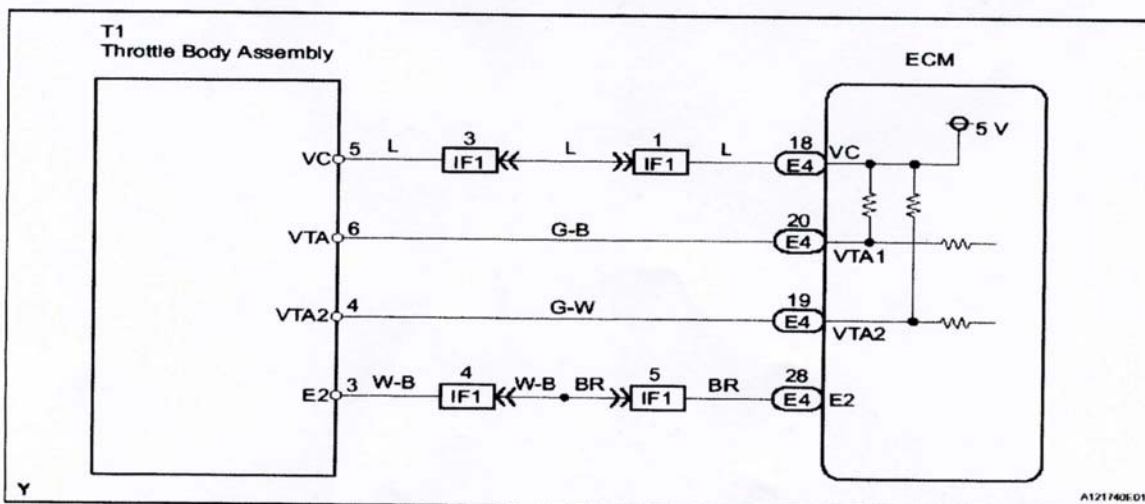 T1
Throttle Body Assembly
ECM
5 V
VC 5 L 3 IF1 L 1 IF1 L 18 E4 VC
VTA 6 G-B 20 E4 VTA1
VTA2 4 G-W 19 E4 VTA2
E2 3 W-B 4 IF1 W-B BR 5 IF1 BR 28 E4 E2
Y
A121740E01